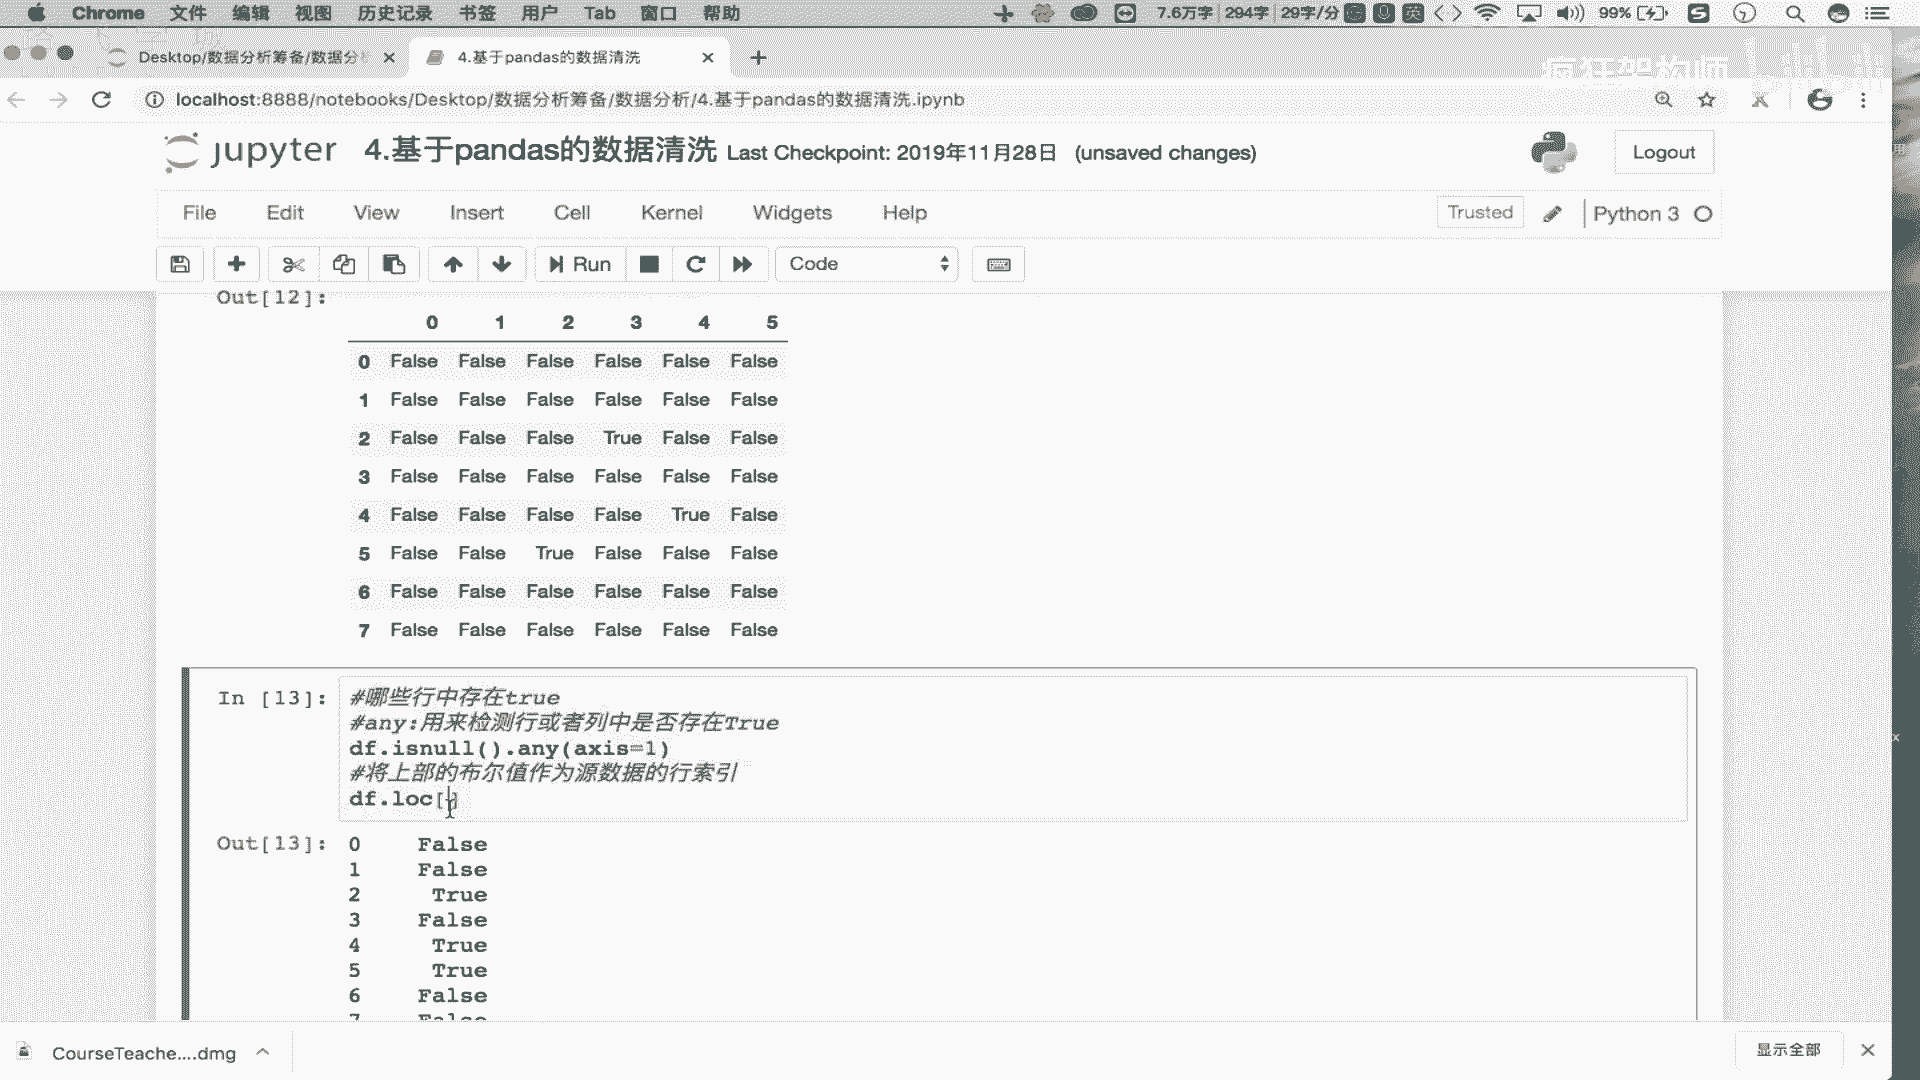 Chrome 文件 编辑 视图 历史记录 书签 用户 Tab 窗口 帮助 7.6万字 294字 29字/分 英 99%
Desktop/数据分析筹备/数据分 4.基于pandas的数据清洗
疯狂架构师 bilibili
localhost:8888/notebooks/Desktop/数据分析筹备/数据分析/4.基于pandas的数据清洗.ipynb
jupyter 4.基于pandas的数据清洗 Last Checkpoint: 2019年11月28日 (unsaved changes) Logout
File Edit View Insert Cell Kernel Widgets Help Trusted Python 3
Run Code
Out[12]:
0 1 2 3 4 5
0 False False False False False False
1 False False False False False False
2 False False False True False False
3 False False False False False False
4 False False False False True False
5 False False True False False False
6 False False False False False False
7 False False False False False False
In [13]: #哪些行中存在true
#any:用来检测行或者列中是否存在True
df.isnull().any(axis=1)
#将上部的布尔值作为源数据的行索引
df.loc[]
Out[13]: 0 False
1 False
2 True
3 False
4 True
5 True
6 False
7 False
CourseTeache....dmg 显示全部